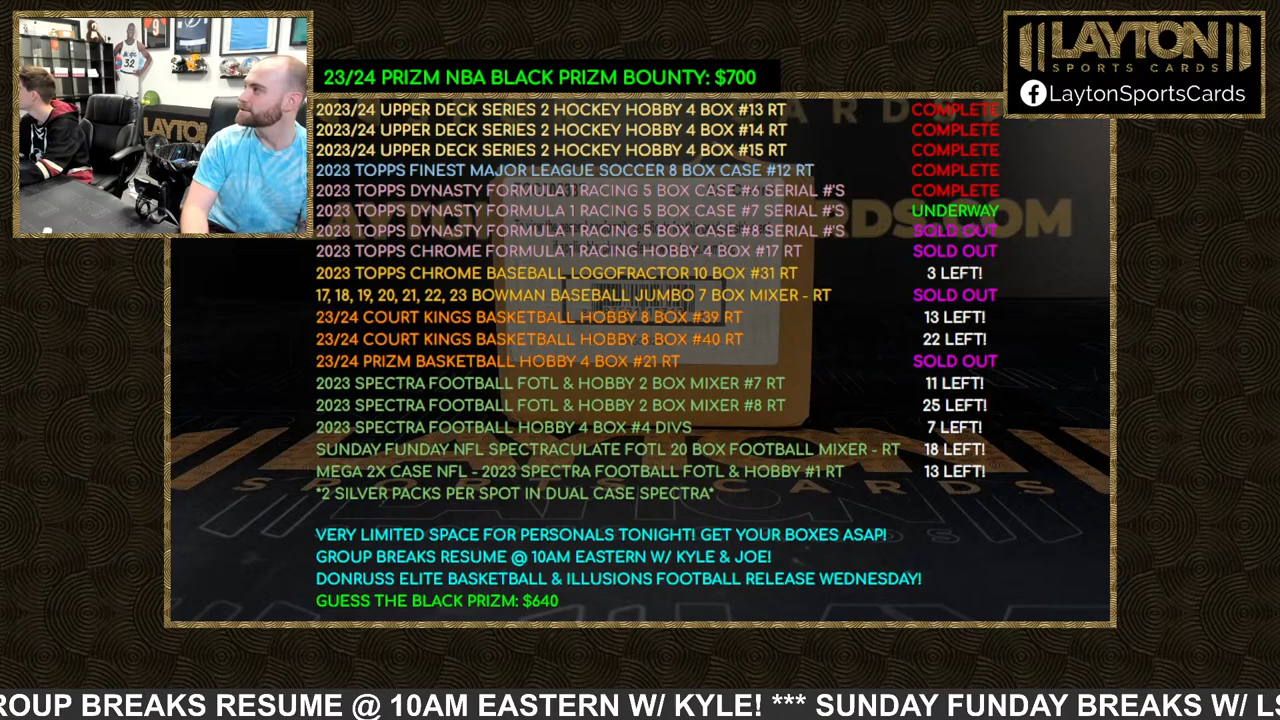 LAYTON
SPORTS CARDS
LaytonSportsCards
23/24 PRIZM NBA BLACK PRIZM BOUNTY: $700
2023/24 UPPER DECK SERIES 2 HOCKEY HOBBY 4 BOX #13 RT COMPLETE
2023/24 UPPER DECK SERIES 2 HOCKEY HOBBY 4 BOX #14 RT COMPLETE
2023/24 UPPER DECK SERIES 2 HOCKEY HOBBY 4 BOX #15 RT COMPLETE
2023 TOPPS FINEST MAJOR LEAGUE SOCCER 8 BOX CASE #12 RT COMPLETE
2023 TOPPS DYNASTY FORMULA 1 RACING 5 BOX CASE #6 SERIAL #'S COMPLETE
2023 TOPPS DYNASTY FORMULA 1 RACING 5 BOX CASE #7 SERIAL #'S UNDERWAY
2023 TOPPS DYNASTY FORMULA 1 RACING 5 BOX CASE #8 SERIAL #'S SOLD OUT
2023 TOPPS CHROME FORMULA 1 RACING HOBBY 4 BOX #17 RT SOLD OUT
2023 TOPPS CHROME BASEBALL LOGOFRACTOR 10 BOX #31 RT 3 LEFT!
17, 18, 19, 20, 21, 22, 23 BOWMAN BASEBALL JUMBO 7 BOX MIXER - RT SOLD OUT
23/24 COURT KINGS BASKETBALL HOBBY 8 BOX #39 RT 13 LEFT!
23/24 COURT KINGS BASKETBALL HOBBY 8 BOX #40 RT 22 LEFT!
23/24 PRIZM BASKETBALL HOBBY 4 BOX #21 RT SOLD OUT
2023 SPECTRA FOOTBALL FOTL & HOBBY 2 BOX MIXER #7 RT 11 LEFT!
2023 SPECTRA FOOTBALL FOTL & HOBBY 2 BOX MIXER #8 RT 25 LEFT!
2023 SPECTRA FOOTBALL HOBBY 4 BOX #4 DIVS 7 LEFT!
SUNDAY FUNDAY NFL SPECTRACULATE FOTL 20 BOX FOOTBALL MIXER - RT 18 LEFT!
MEGA 2X CASE NFL - 2023 SPECTRA FOOTBALL FOTL & HOBBY #1 RT 13 LEFT!
*2 SILVER PACKS PER SPOT IN DUAL CASE SPECTRA*
VERY LIMITED SPACE FOR PERSONALS TONIGHT! GET YOUR BOXES ASAP!
GROUP BREAKS RESUME @ 10AM EASTERN W/ KYLE & JOE!
DONRUSS ELITE BASKETBALL & ILLUSIONS FOOTBALL RELEASE WEDNESDAY!
GUESS THE BLACK PRIZM: $640
ROUP BREAKS RESUME @ 10AM EASTERN W/ KYLE! *** SUNDAY FUNDAY BREAKS W/ LS